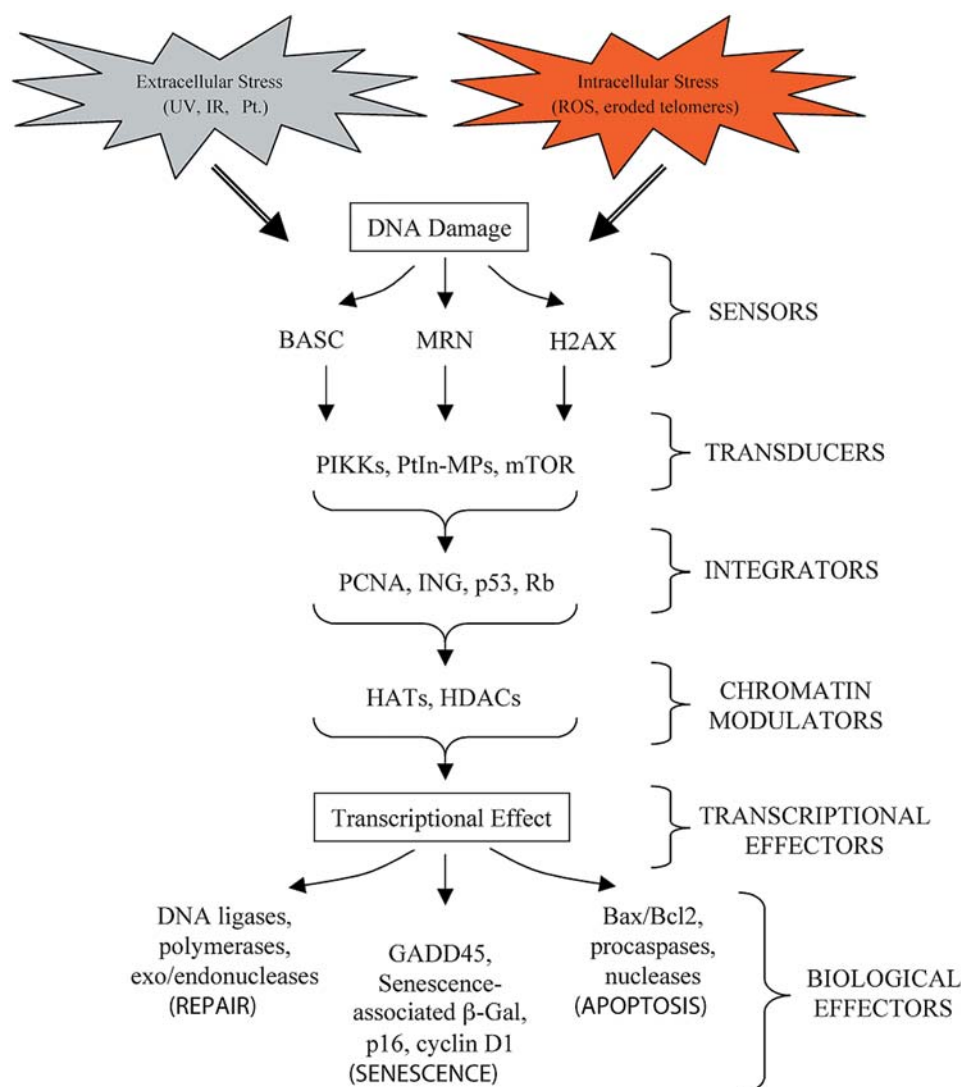 Extracellular Stress
(UV, IR, Pt.)
Intracellular Stress
(ROS, eroded telomeres)
DNA Damage
BASC
MRN
H2AX
SENSORS
PIKKs, PtIn-MPs, mTOR
TRANSDUCERS
PCNA, ING, p53, Rb
INTEGRATORS
HATs, HDACs
CHROMATIN
MODULATORS
Transcriptional Effect
TRANSCRIPTIONAL
EFFECTORS
DNA ligases,
polymerases,
exo/endonucleases
(REPAIR)
GADD45,
Senescence-
associated β-Gal,
p16, cyclin D1
(SENESCENCE)
Bax/Bcl2,
procaspases,
nucleases
(APOPTOSIS)
BIOLOGICAL
EFFECTORS